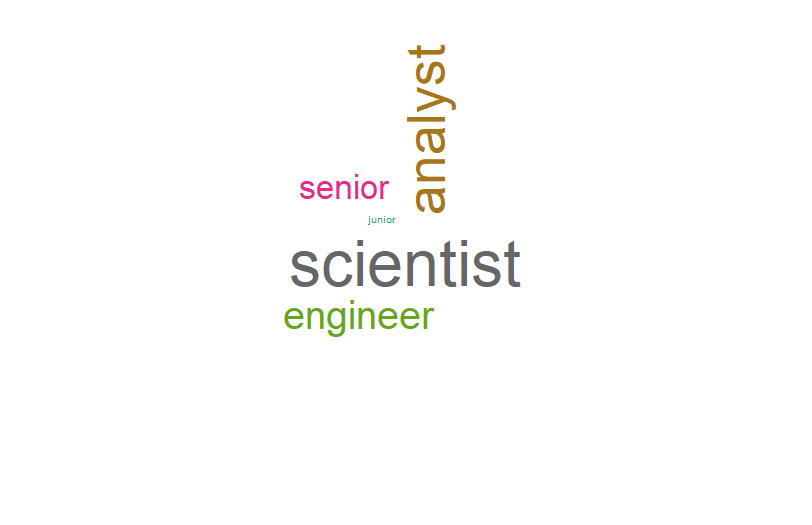 analyst
senior
junior
scientist
engineer